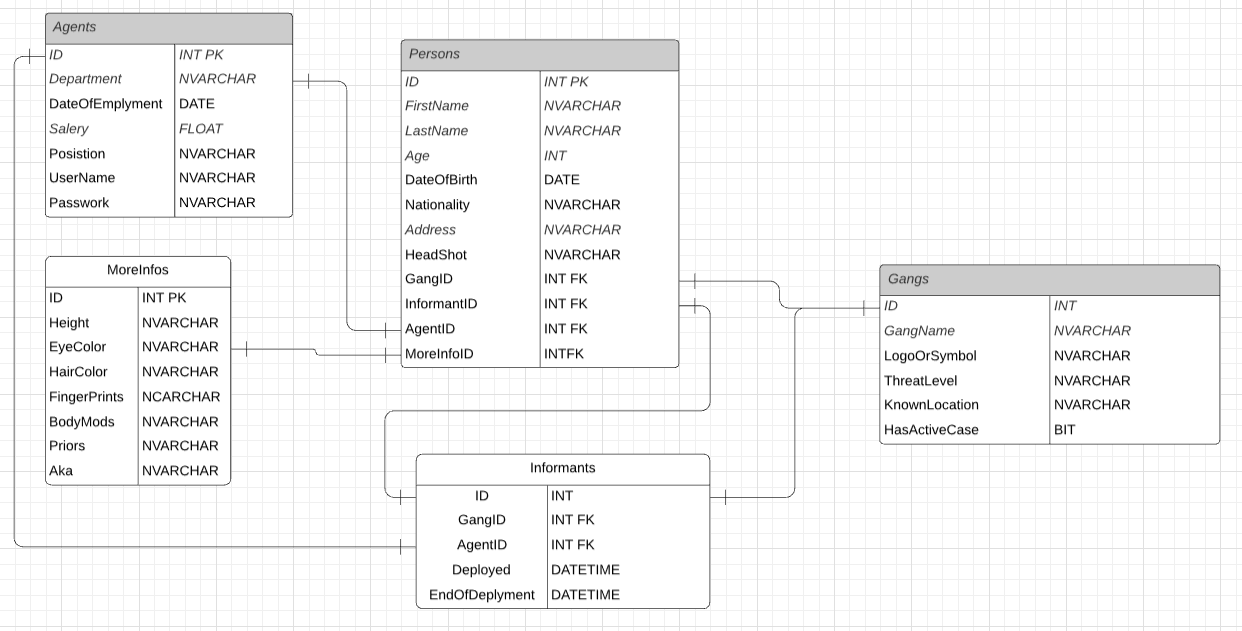 Agents
ID INT PK
Department NVARCHAR
DateOfEmplyment DATE
Salery FLOAT
Posistion NVARCHAR
UserName NVARCHAR
Passwork NVARCHAR
Persons
ID INT PK
FirstName NVARCHAR
LastName NVARCHAR
Age INT
DateOfBirth DATE
Nationality NVARCHAR
Address NVARCHAR
HeadShot NVARCHAR
GangID INT FK
InformantID INT FK
AgentID INT FK
MoreInfoID INTFK
MoreInfos
ID INT PK
Height NVARCHAR
EyeColor NVARCHAR
HairColor NVARCHAR
FingerPrints NCARCHAR
BodyMods NVARCHAR
Priors NVARCHAR
Aka NVARCHAR
Gangs
ID INT
GangName NVARCHAR
LogoOrSymbol NVARCHAR
ThreatLevel NVARCHAR
KnownLocation NVARCHAR
HasActiveCase BIT
Informants
ID INT
GangID INT FK
AgentID INT FK
Deployed DATETIME
EndOfDeplyment DATETIME